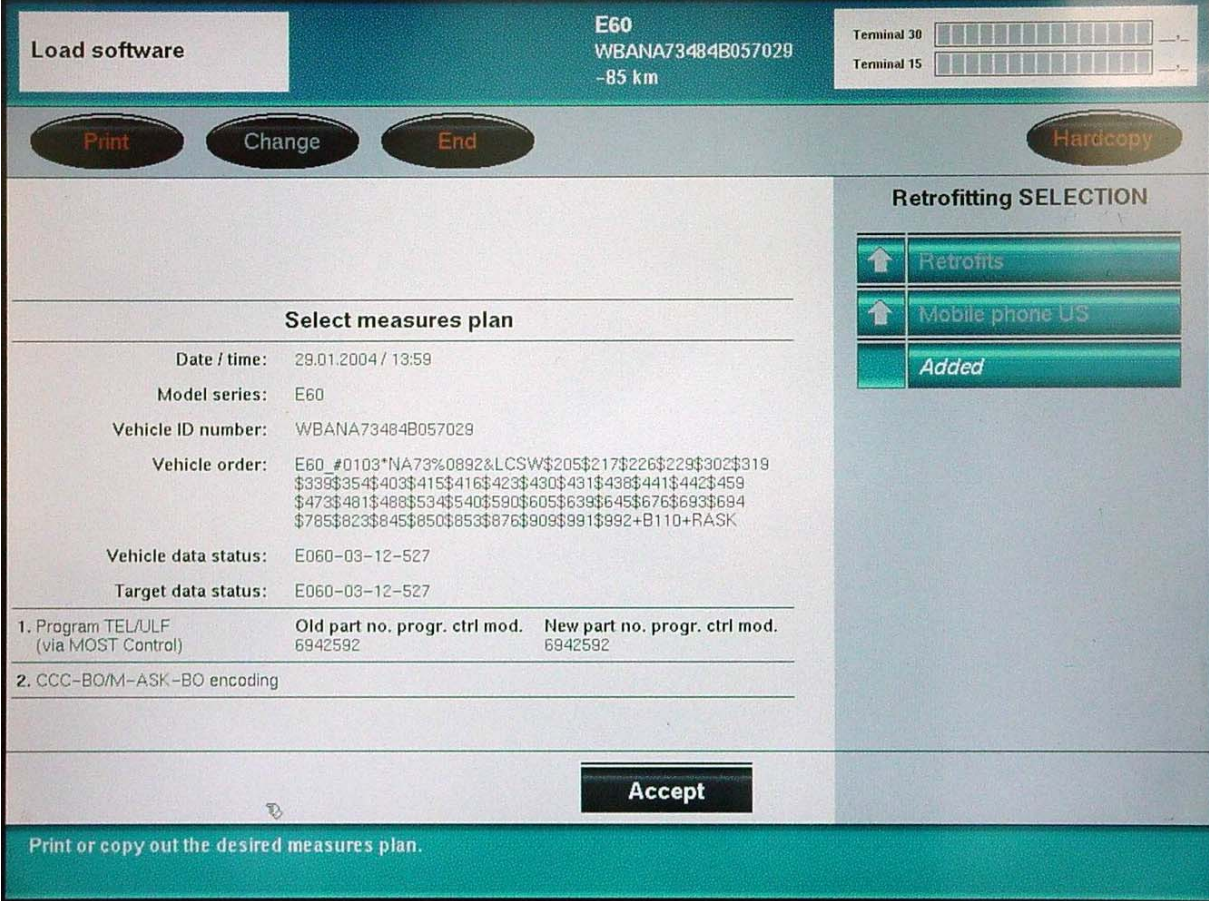 Load software
E60
WBANA73484B057029
-85 km
Terminal 30 __,_
Terminal 15 __,_
Print Change End Hardcopy
Retrofitting SELECTION
Retrofits
Mobile phone US
Added
Select measures plan
Date / time: 29.01.2004 / 13:59
Model series: E60
Vehicle ID number: WBANA73484B057029
Vehicle order: E60_#0103*NA73%0892&LCSW$205$217$226$229$302$319
$339$354$403$415$416$423$430$431$438$441$442$459
$473$481$488$534$540$590$605$639$645$676$693$694
$785$823$845$850$853$876$909$991$992+B110+RASK
Vehicle data status: E060-03-12-527
Target data status: E060-03-12-527
1. Program TEL/ULF Old part no. progr. ctrl mod. New part no. progr. ctrl mod.
(via MOST Control) 6942592 6942592
2. CCC-BO/M-ASK-BO encoding
Accept
Print or copy out the desired measures plan.